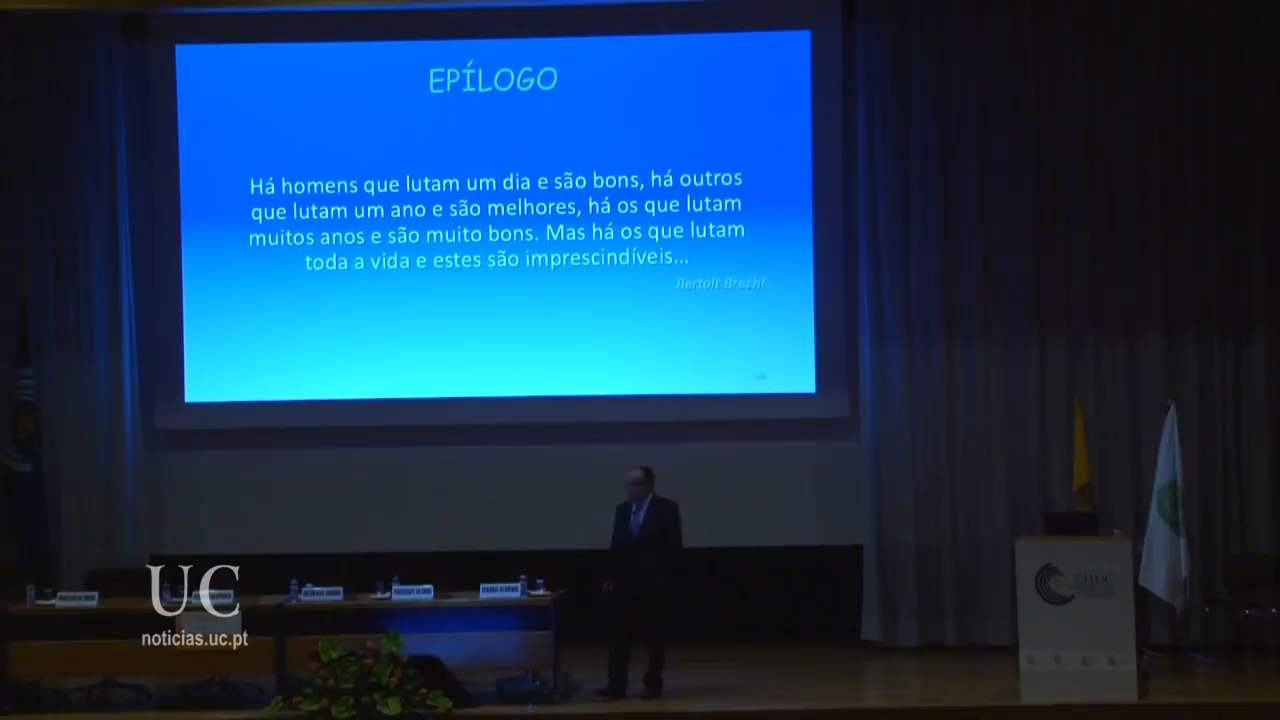 EPÍLOGO
Há homens que lutam um dia e são bons, há outros
que lutam um ano e são melhores, há os que lutam
muitos anos e são muito bons. Mas há os que lutam
toda a vida e estes são imprescindíveis...
Bertolt Brecht
UC
noticias.uc.pt
CHUC